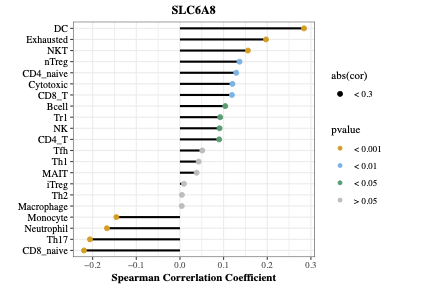 SLC6A8
DC
Exhausted
NKT
nTreg
CD4_naive
Cytotoxic
CD8_T
Bcell
Tr1
NK
CD4_T
Tfh
Th1
MAIT
iTreg
Th2
Macrophage
Monocyte
Neutrophil
Th17
CD8_naive
−0.2 −0.1 0.0 0.1 0.2 0.3
Spearman Correrlation Coefficient
abs(cor)
< 0.3
pvalue
< 0.001
< 0.01
< 0.05
> 0.05